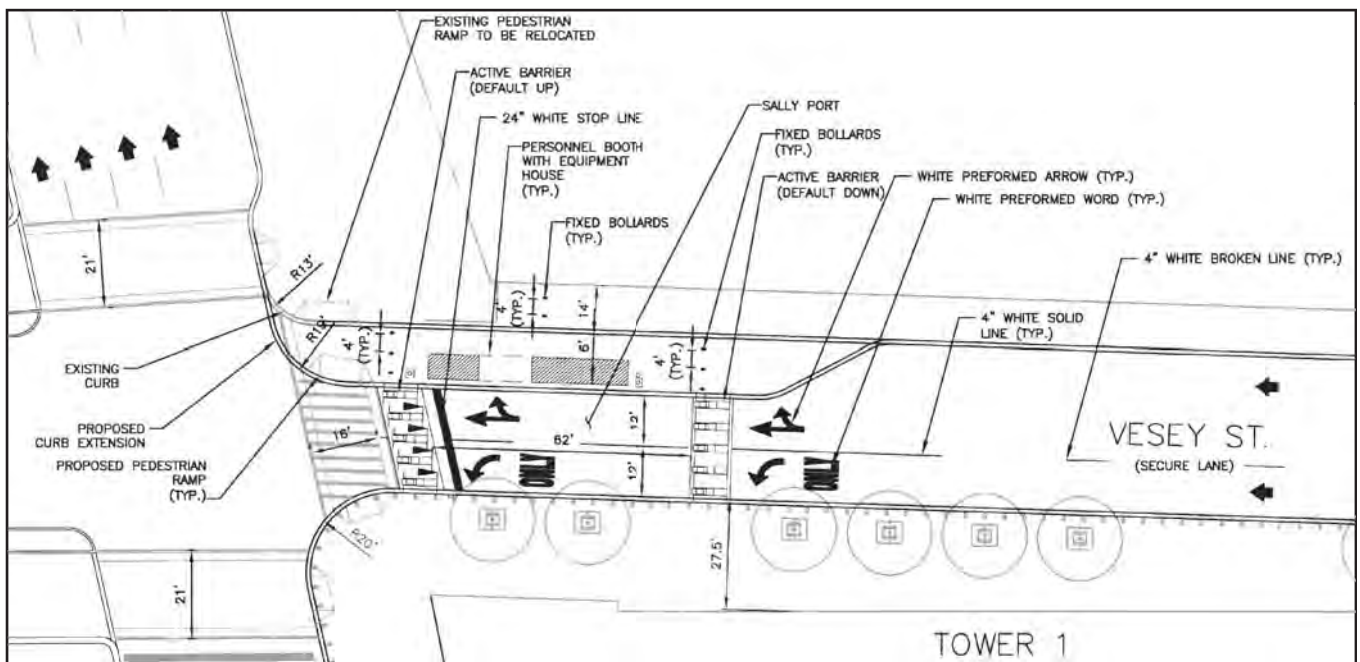 EXISTING PEDESTRIAN
RAMP TO BE RELOCATED
ACTIVE BARRIER
(DEFAULT UP)
24" WHITE STOP LINE
PERSONNEL BOOTH
WITH EQUIPMENT
HOUSE
(TYP.)
FIXED BOLLARDS
(TYP.)
SALLY PORT
FIXED BOLLARDS
(TYP.)
ACTIVE BARRIER
(DEFAULT DOWN)
WHITE PREFORMED ARROW (TYP.)
WHITE PREFORMED WORD (TYP.)
4" WHITE BROKEN LINE (TYP.)
4" WHITE SOLID
LINE (TYP.)
21'
R13'
R19'
4'
(TYP.)
4'
(TYP.)
14'
6'
4'
(TYP.)
EXISTING
CURB
PROPOSED
CURB EXTENSION
PROPOSED PEDESTRIAN
RAMP
(TYP.)
16'
62'
12'
12'
ONLY
ONLY
VESEY ST.
(SECURE LANE)
R20'
27.5'
21'
TOWER 1